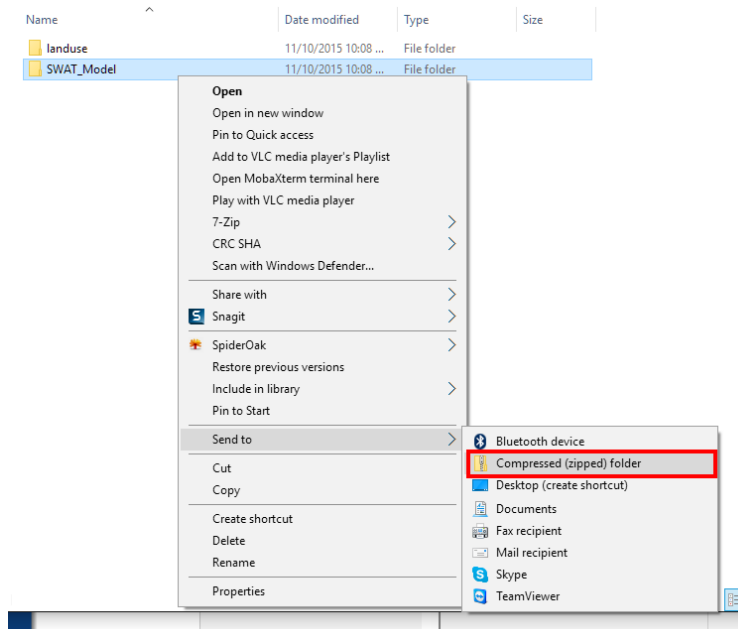 Name Date modified Type Size
landuse 11/10/2015 10:08 ... File folder
SWAT_Model 11/10/2015 10:08 ... File folder
Open
Open in new window
Pin to Quick access
Add to VLC media player's Playlist
Open MobaXterm terminal here
Play with VLC media player
7-Zip
CRC SHA
Scan with Windows Defender...
Share with
S Snagit
SpiderOak
Restore previous versions
Include in library
Pin to Start
Send to
Cut
Copy
Create shortcut
Delete
Rename
Properties
Bluetooth device
Compressed (zipped) folder
Desktop (create shortcut)
Documents
Fax recipient
Mail recipient
Skype
TeamViewer